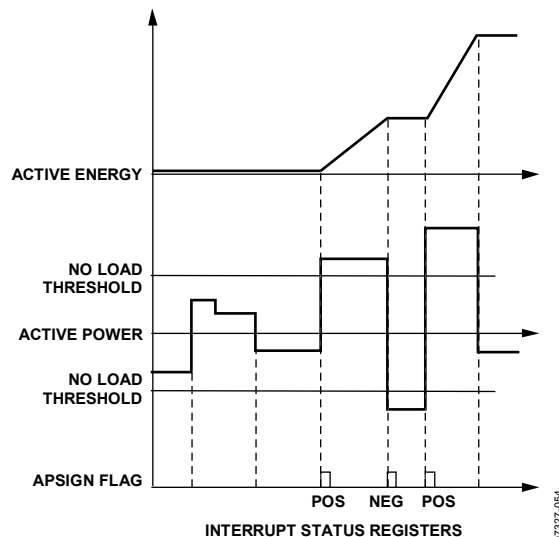 ACTIVE ENERGY
NO LOAD
THRESHOLD
ACTIVE POWER
NO LOAD
THRESHOLD
APSIGN FLAG
POS NEG POS
INTERRUPT STATUS REGISTERS